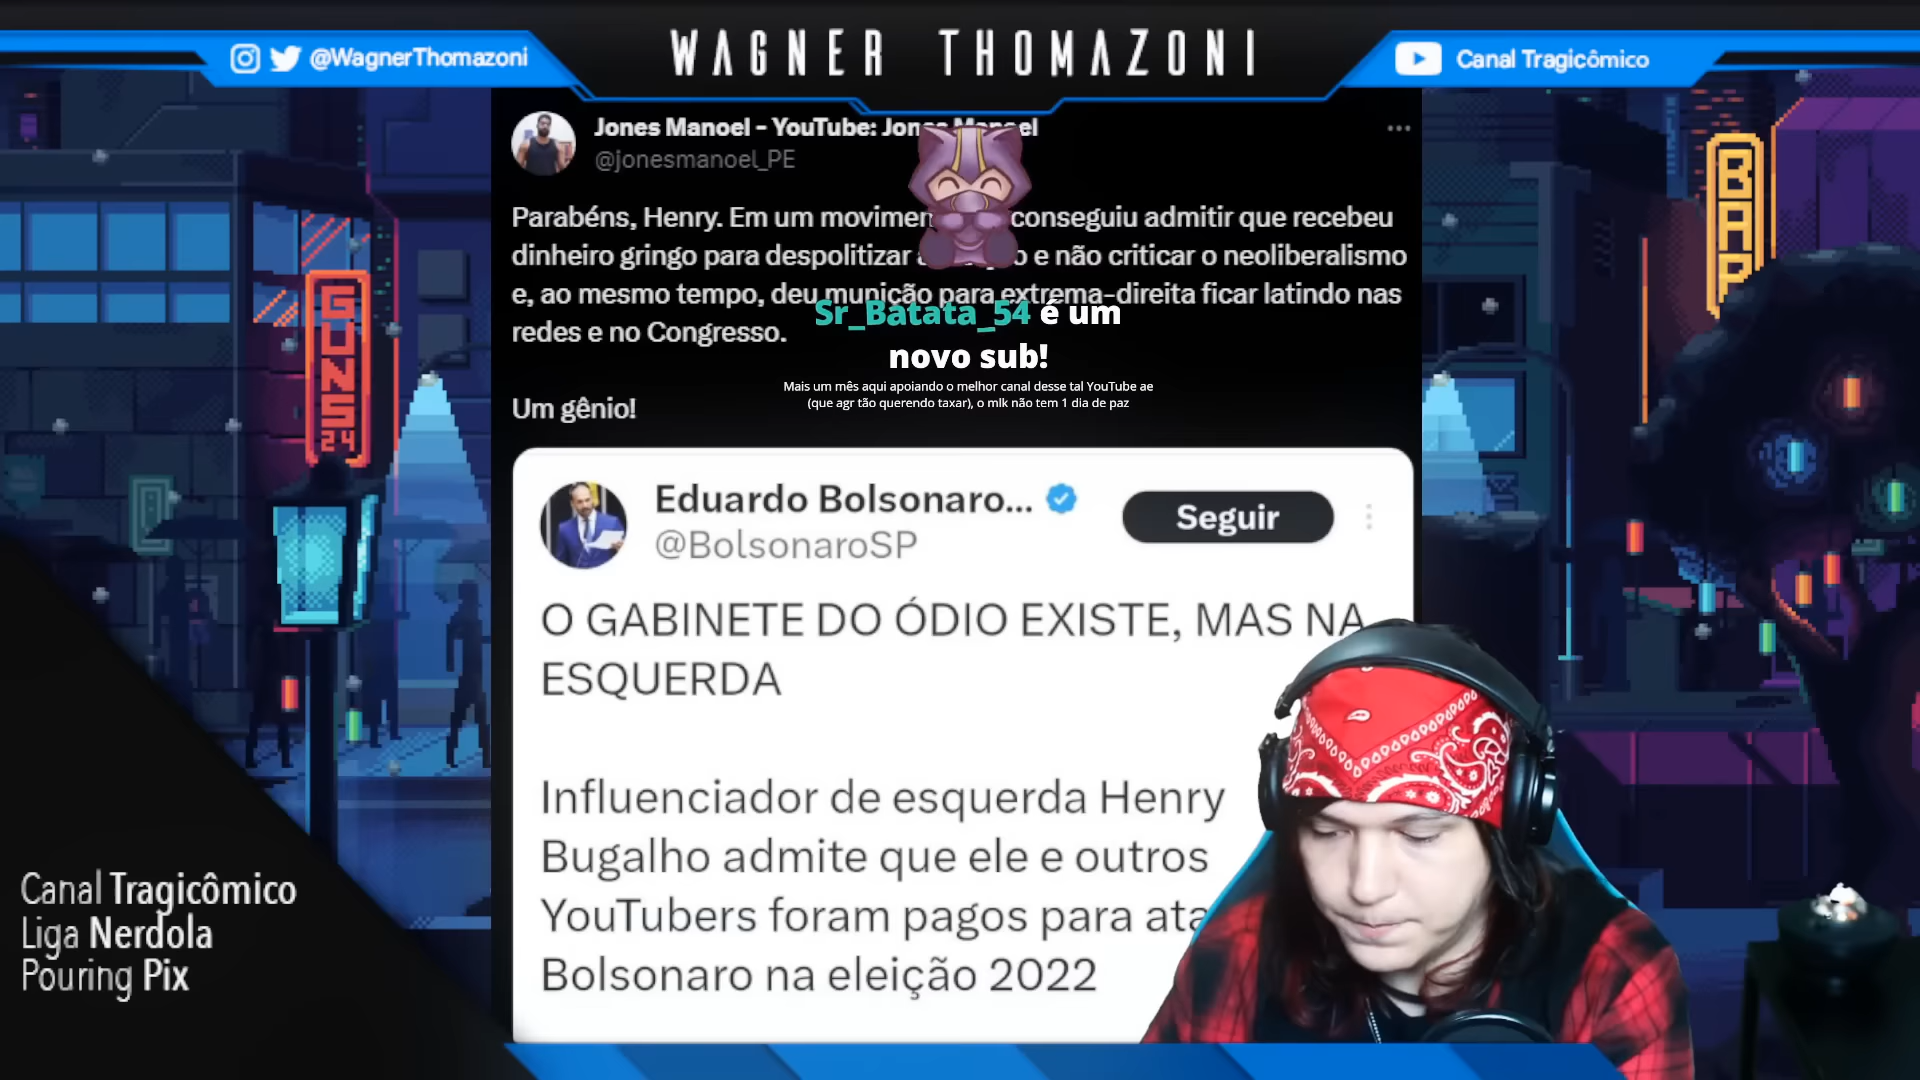 WAGNER THOMAZONI
@WagnerThomazoni
Canal Tragicômico
Jones Manoel - YouTube: Jones Manoel
@jonesmanoel_PE
Parabéns, Henry. Em um conseguiu admitir que recebeu
dinheiro gringo para despolitizar e não criticar o neoliberalismo
e, ao mesmo tempo, deu munição para extrema-direita ficar latindo nas
redes e no Congresso.
Um gênio!
Sr_Batata_54 é um
novo sub!
Mais um mês aqui apoiando o melhor canal desse tal YouTube ae
(que agr tão querendo taxar), o mlk não tem 1 dia de paz
Eduardo Bolsonaro...
@BolsonaroSP
Seguir
O GABINETE DO ÓDIO EXISTE, MAS NA
ESQUERDA
Influenciador de esquerda Henry
Bugalho admite que ele e outros
YouTubers foram pagos para
Bolsonaro na eleição 2022
GUNS
24
BAR
Canal Tragicômico
Liga Nerdola
Pouring Pix